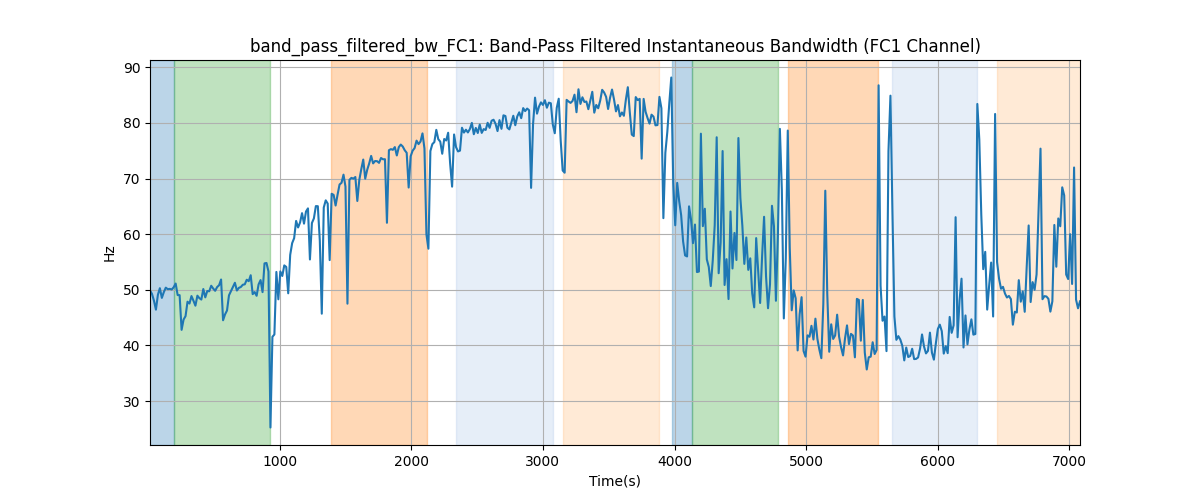 band_pass_filtered_bw_FC1: Band-Pass Filtered Instantaneous Bandwidth (FC1 Channel)
90
80
70
60
50
40
30
Hz
1000 2000 3000 4000 5000 6000 7000
Time(s)